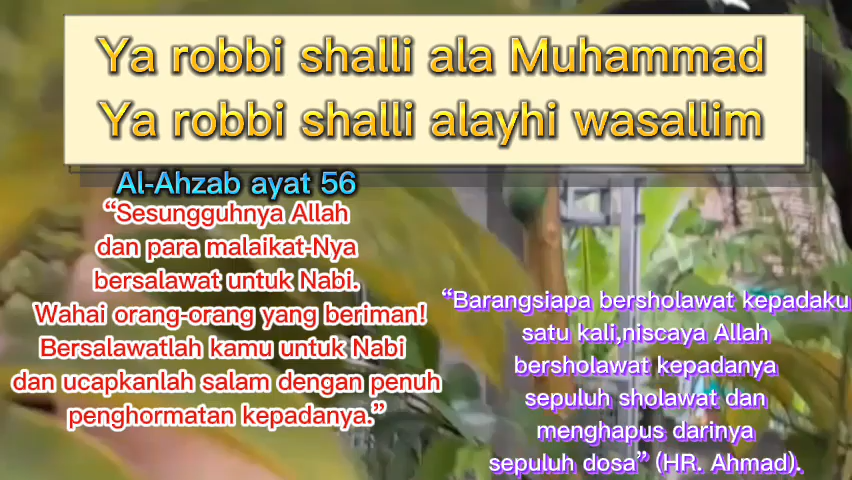 Ya robbi shalli ala Muhammad
Ya robbi shalli alayhi wasallim
Al-Ahzab ayat 56
“Sesungguhnya Allah
dan para malaikat-Nya
bersalawat untuk Nabi.
Wahai orang-orang yang beriman!
Bersalawatlah kamu untuk Nabi
dan ucapkanlah salam dengan penuh
penghormatan kepadanya.”
“Barangsiapa bersholawat kepadaku
satu kali,niscaya Allah
bersholawat kepadanya
sepuluh sholawat dan
menghapus darinya
sepuluh dosa” (HR. Ahmad).